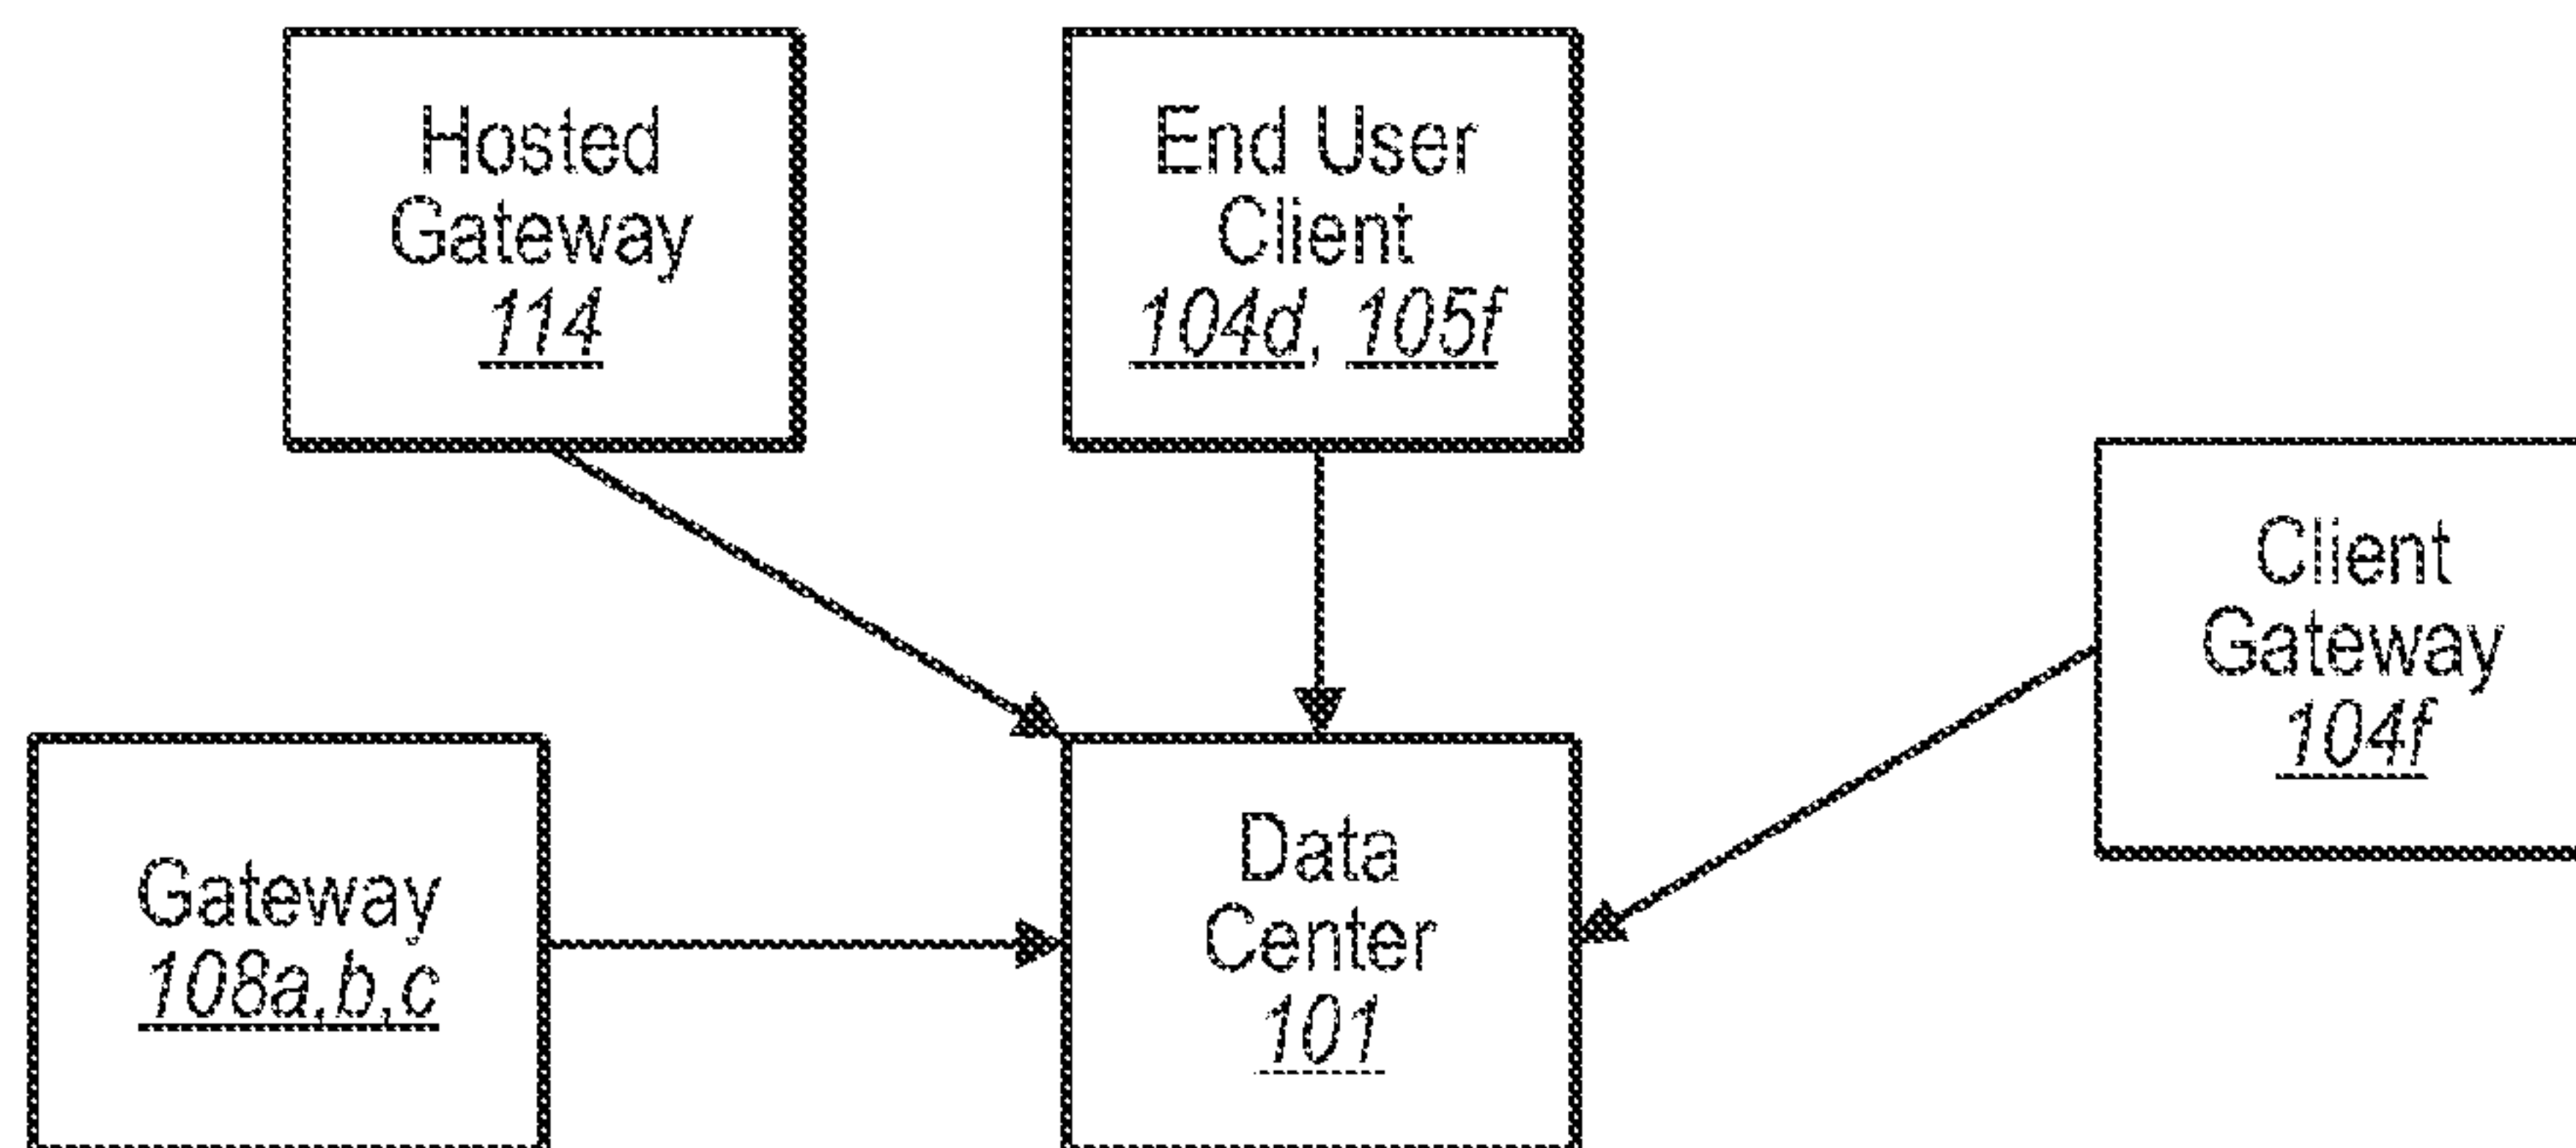 Hosted
Gateway
114
End User
Client
104d, 105f
Client
Gateway
104f
Gateway
108a,b,c
Data
Center
101